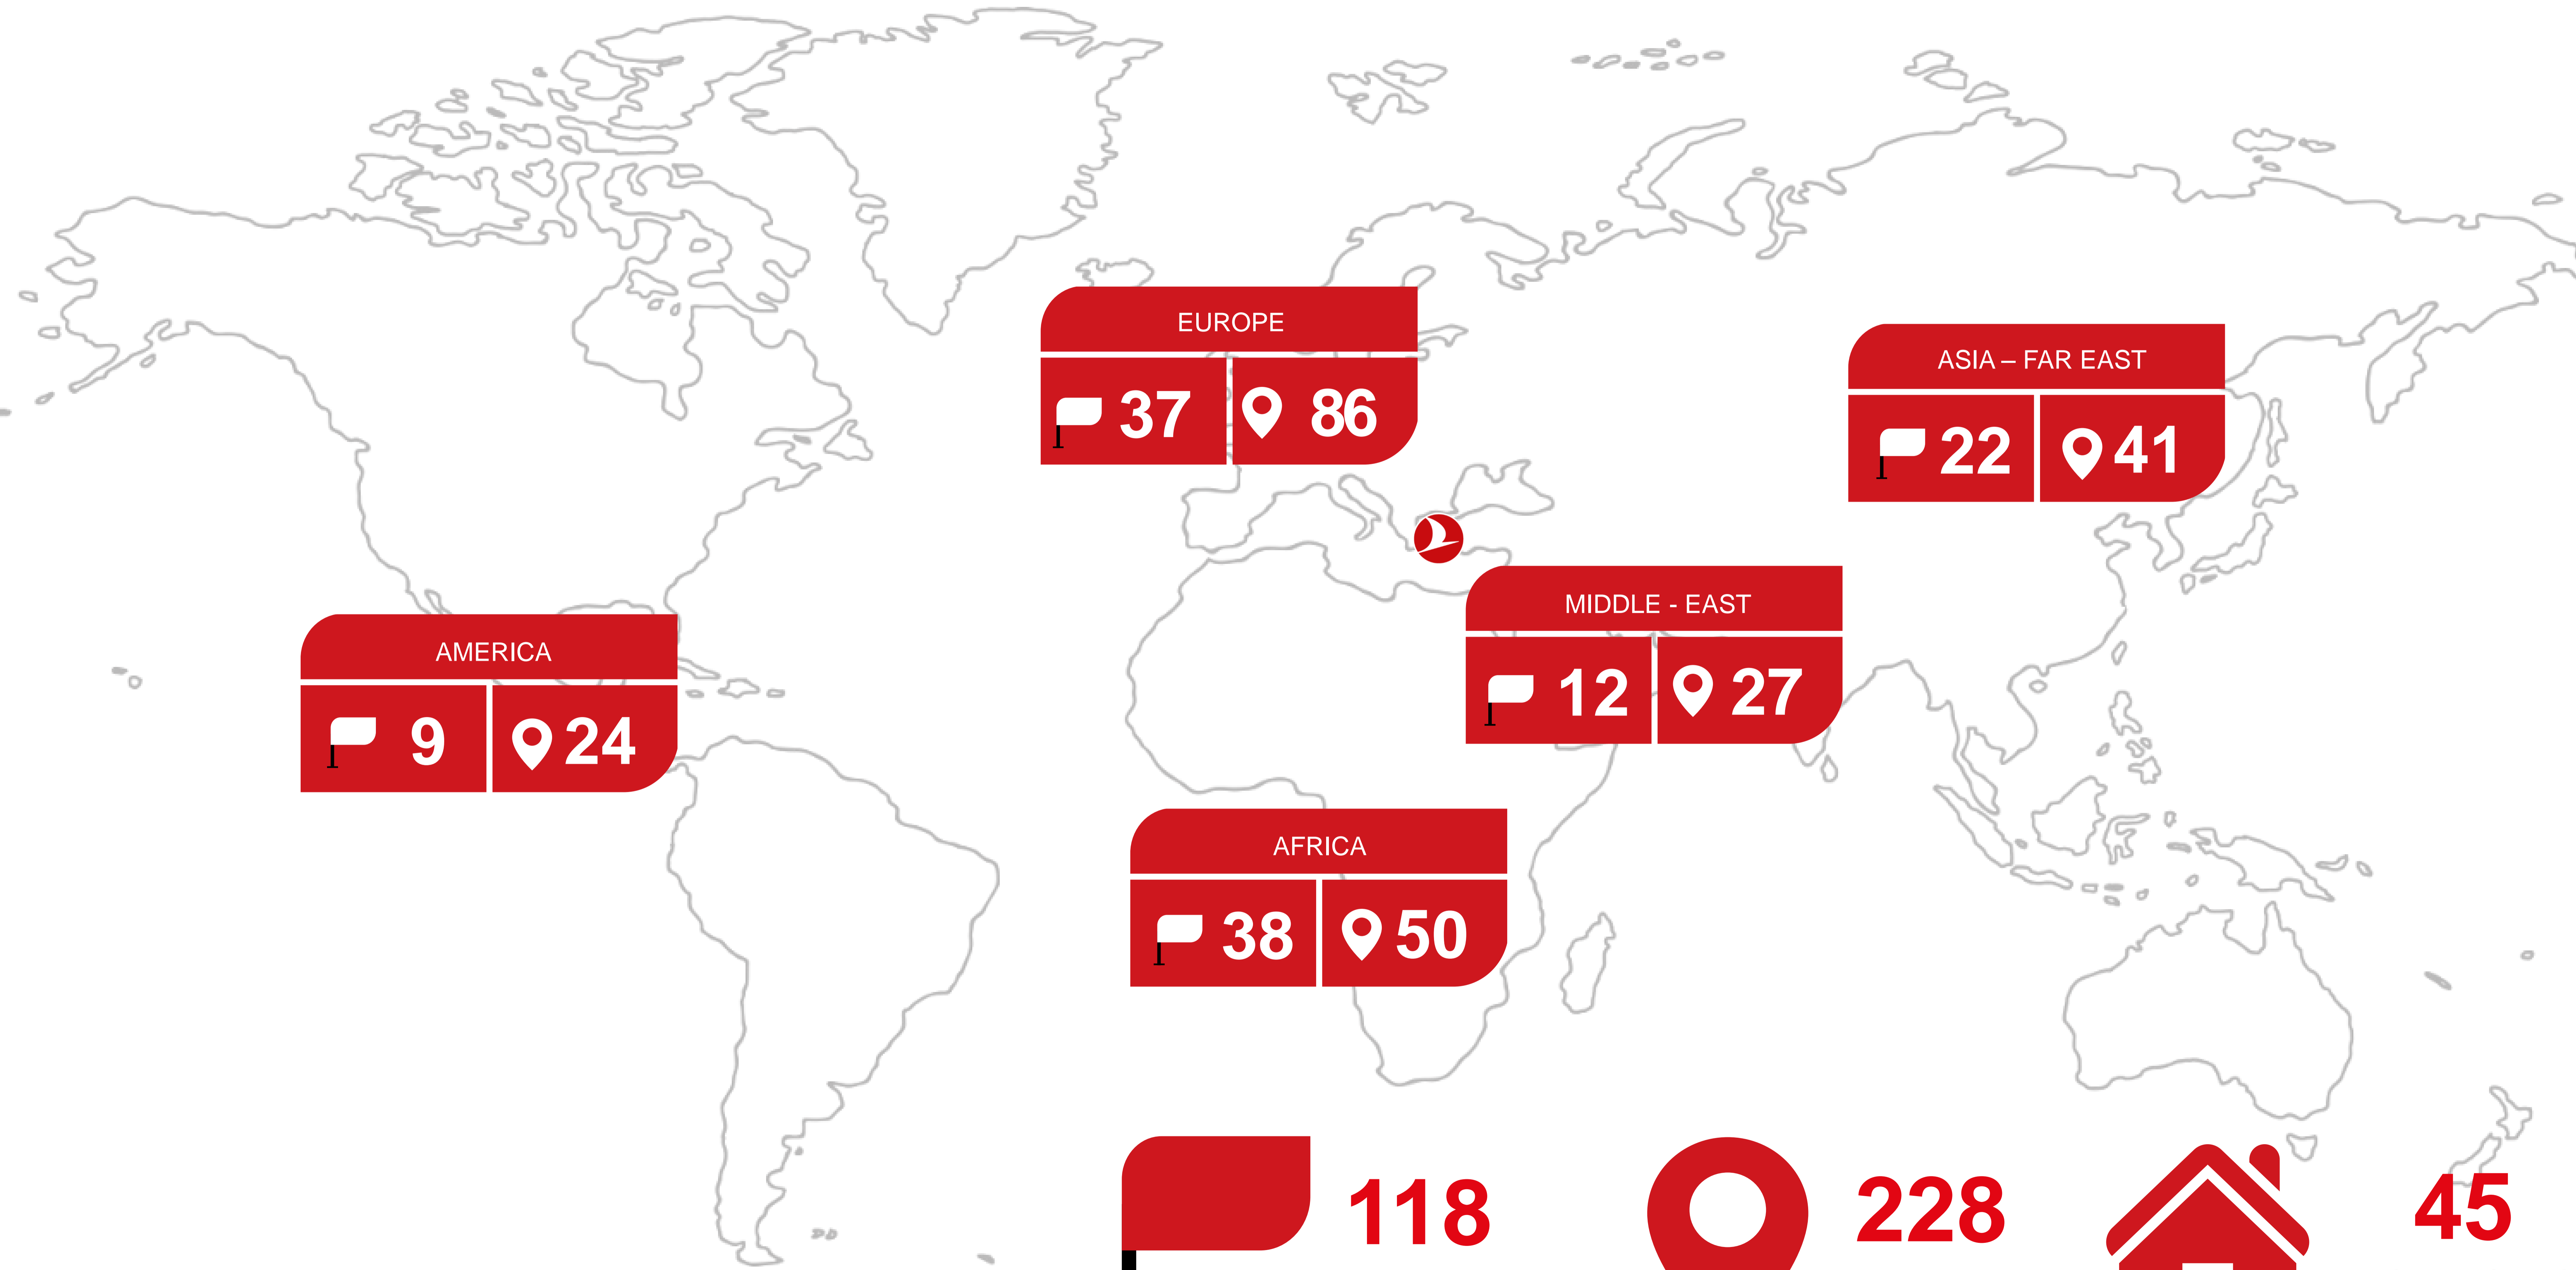 EUROPE
37 86
ASIA – FAR EAST
22 41
MIDDLE - EAST
12 27
AMERICA
9 24
AFRICA
38 50
118 228 45